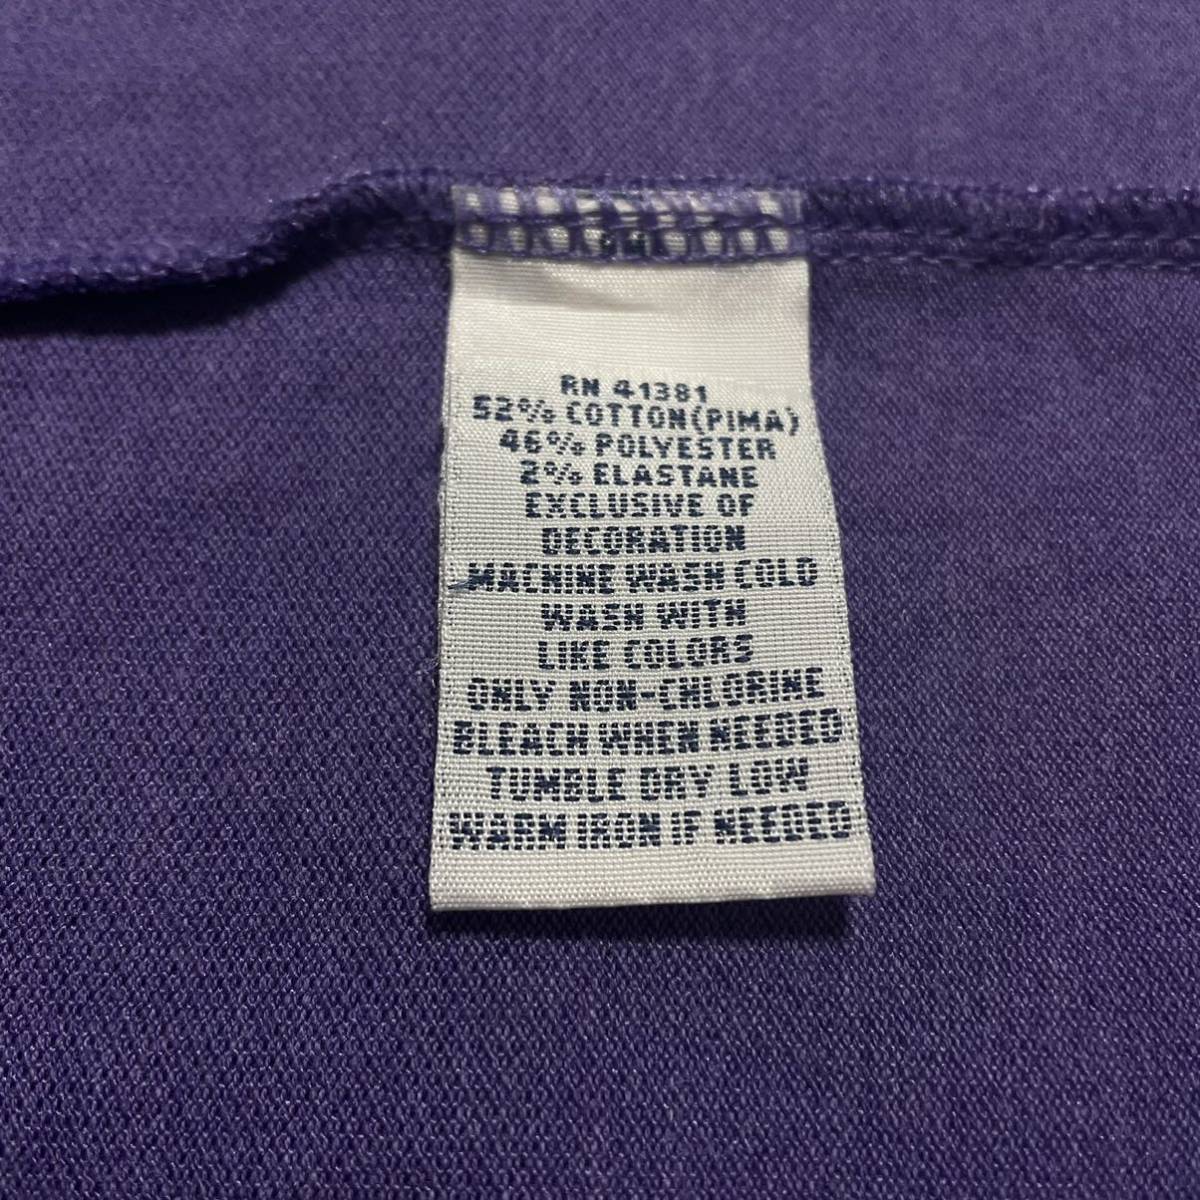 RN 41381
52% COTTON(PIMA)
46% POLYESTER
2% ELASTANE
EXCLUSIVE OF
DECORATION
MACHINE WASH COLD
WASH WITH
LIKE COLORS
ONLY NON-CHLORINE
BLEACH WHEN NEEDED
TUMBLE DRY LOW
WARM IRON IF NEEDED